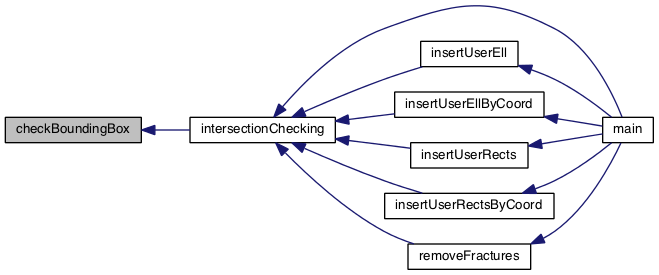 checkBoundingBox
intersectionChecking
insertUserEll
insertUserEllByCoord
insertUserRects
insertUserRectsByCoord
removeFractures
main